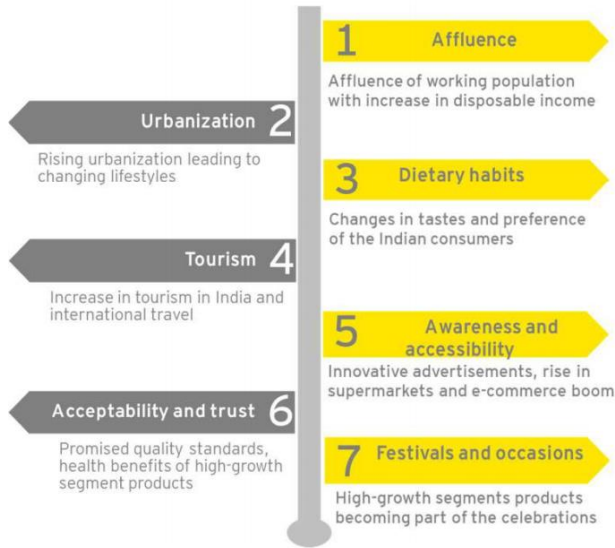 1 Affluence
Affluence of working population
with increase in disposable income
Urbanization 2
Rising urbanization leading to
changing lifestyles
3 Dietary habits
Changes in tastes and preference
of the Indian consumers
Tourism 4
Increase in tourism in India and
international travel
5 Awareness and
accessibility
Innovative advertisements, rise in
supermarkets and e-commerce boom
Acceptability and trust 6
Promised quality standards,
health benefits of high-growth
segment products
7 Festivals and occasions
High-growth segments products
becoming part of the celebrations